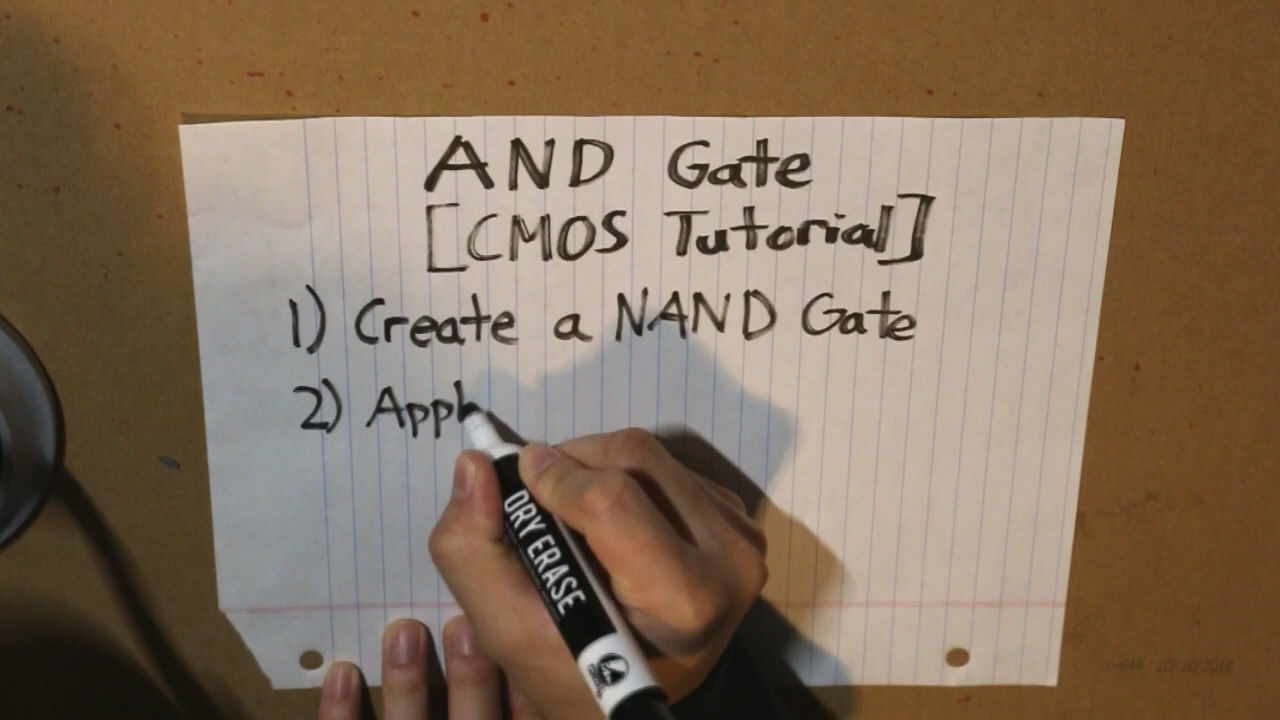 AND Gate
[CMOS Tutorial]
1) Create a NAND Gate
2) Appl
DRY ERASE